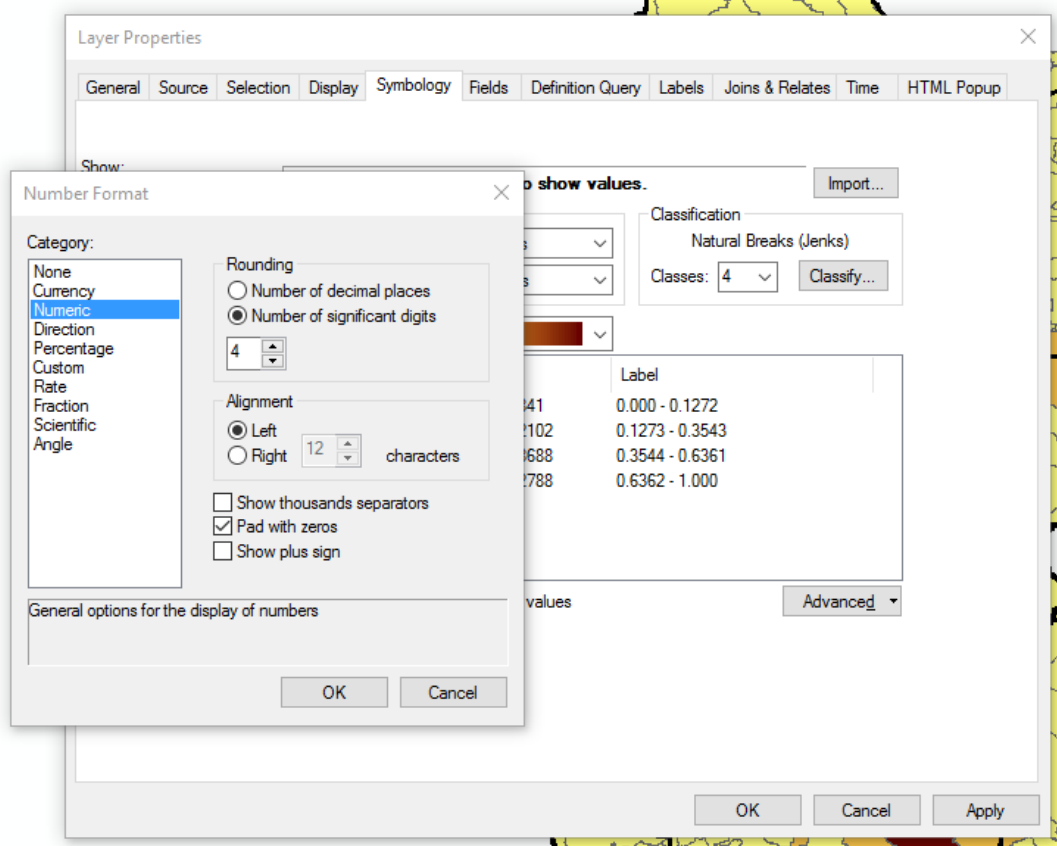 Layer Properties
General Source Selection Display Symbology Fields Definition Query Labels Joins & Relates Time HTML Popup
Show:
to show values.
Import...
Number Format
Category:
None
Currency
Numeric
Direction
Percentage
Custom
Rate
Fraction
Scientific
Angle
Rounding
Number of decimal places
Number of significant digits
4
Alignment
Left
Right 12 characters
Show thousands separators
Pad with zeros
Show plus sign
General options for the display of numbers
OK Cancel
Classification
Natural Breaks (Jenks)
Classes: 4 Classify...
Label
341 0.000 - 0.1272
2102 0.1273 - 0.3543
3688 0.3544 - 0.6361
2788 0.6362 - 1.000
values
Advanced
OK Cancel Apply